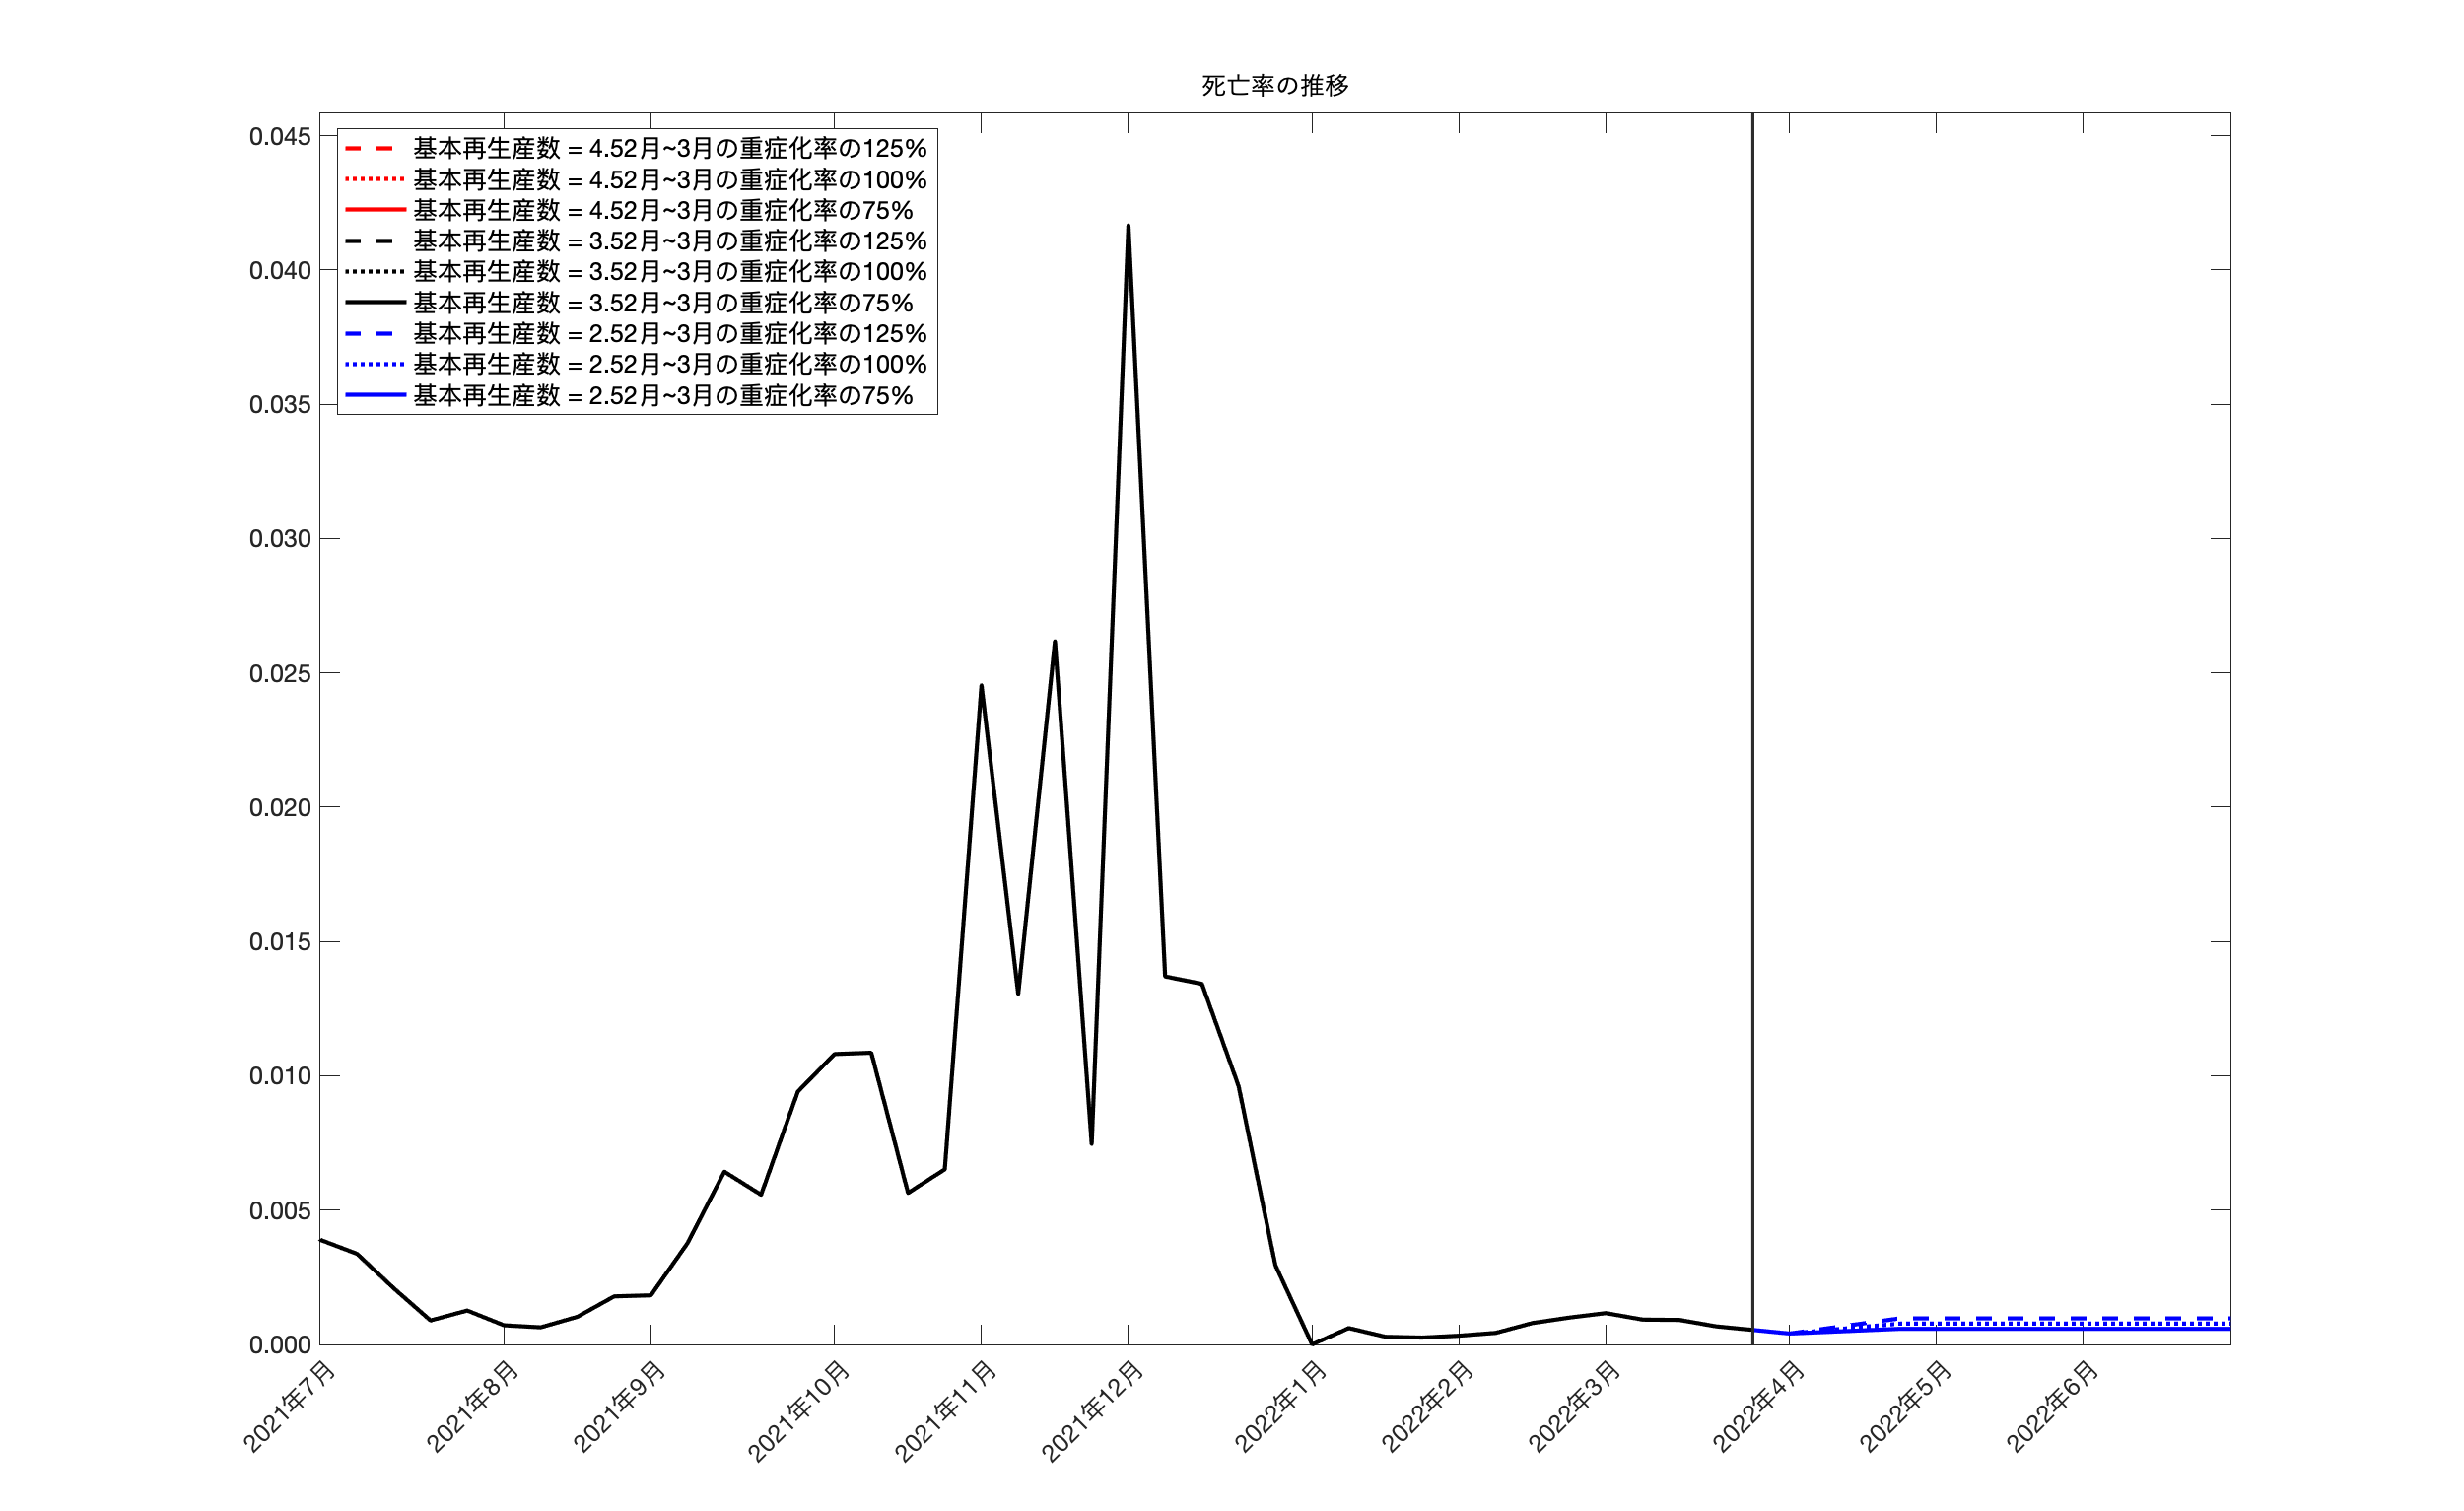 死亡率の推移
0.045
0.040
0.035
0.030
0.025
0.020
0.015
0.010
0.005
0.000
基本再生産数 = 4.52月~3月の重症化率の125%
基本再生産数 = 4.52月~3月の重症化率の100%
基本再生産数 = 4.52月~3月の重症化率の75%
基本再生産数 = 3.52月~3月の重症化率の125%
基本再生産数 = 3.52月~3月の重症化率の100%
基本再生産数 = 3.52月~3月の重症化率の75%
基本再生産数 = 2.52月~3月の重症化率の125%
基本再生産数 = 2.52月~3月の重症化率の100%
基本再生産数 = 2.52月~3月の重症化率の75%
2021年7月
2021年8月
2021年9月
2021年10月
2021年11月
2021年12月
2022年1月
2022年2月
2022年3月
2022年4月
2022年5月
2022年6月